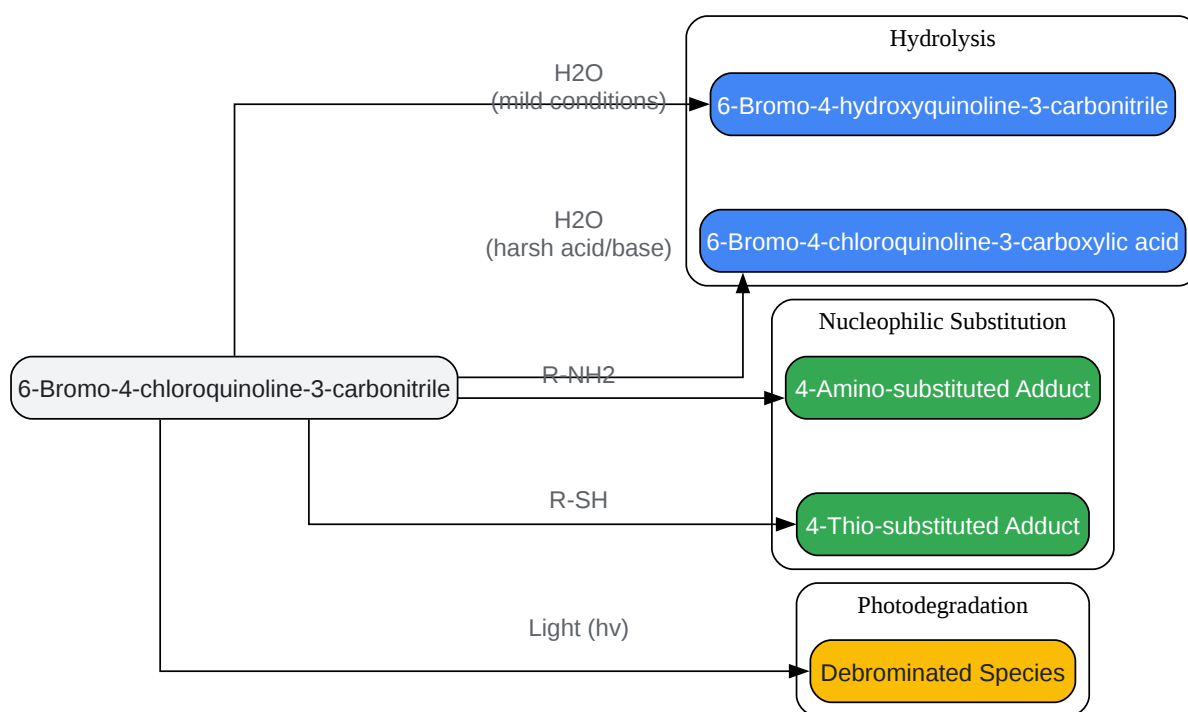 Hydrolysis
H2O
(mild conditions)
6-Bromo-4-hydroxyquinoline-3-carbonitrile
H2O
(harsh acid/base)
6-Bromo-4-chloroquinoline-3-carboxylic acid
Nucleophilic Substitution
6-Bromo-4-chloroquinoline-3-carbonitrile
R-NH2
4-Amino-substituted Adduct
R-SH
4-Thio-substituted Adduct
Photodegradation
Light (hv)
Debrominated Species